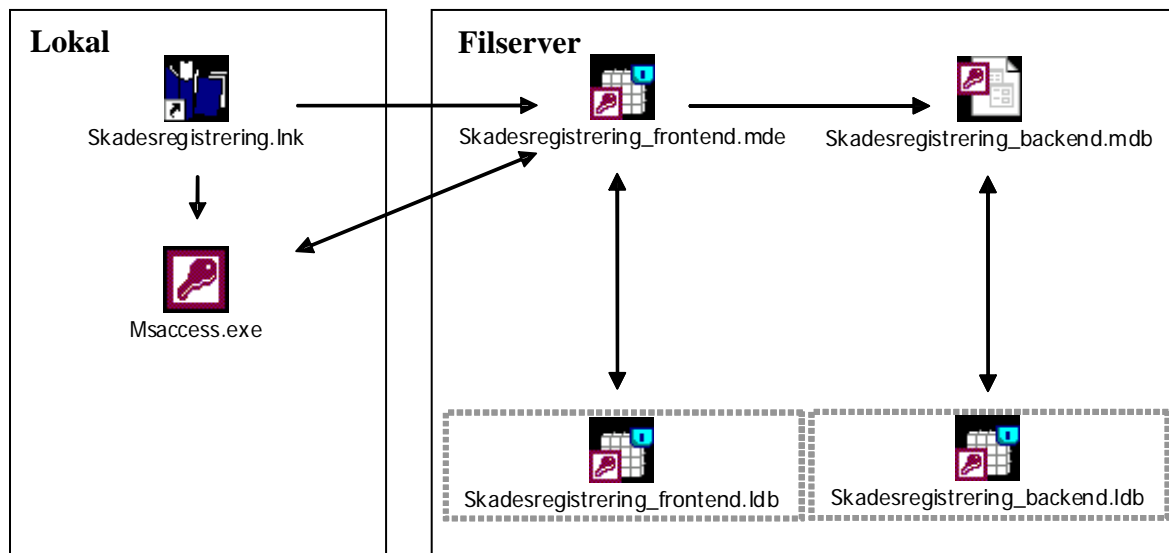 Lokal
Skadesregistrering.lnk
Msaccess.exe
Filserver
Skadesregistrering_frontend.mde
Skadesregistrering_backend.mdb
Skadesregistrering_frontend.ldb
Skadesregistrering_backend.ldb